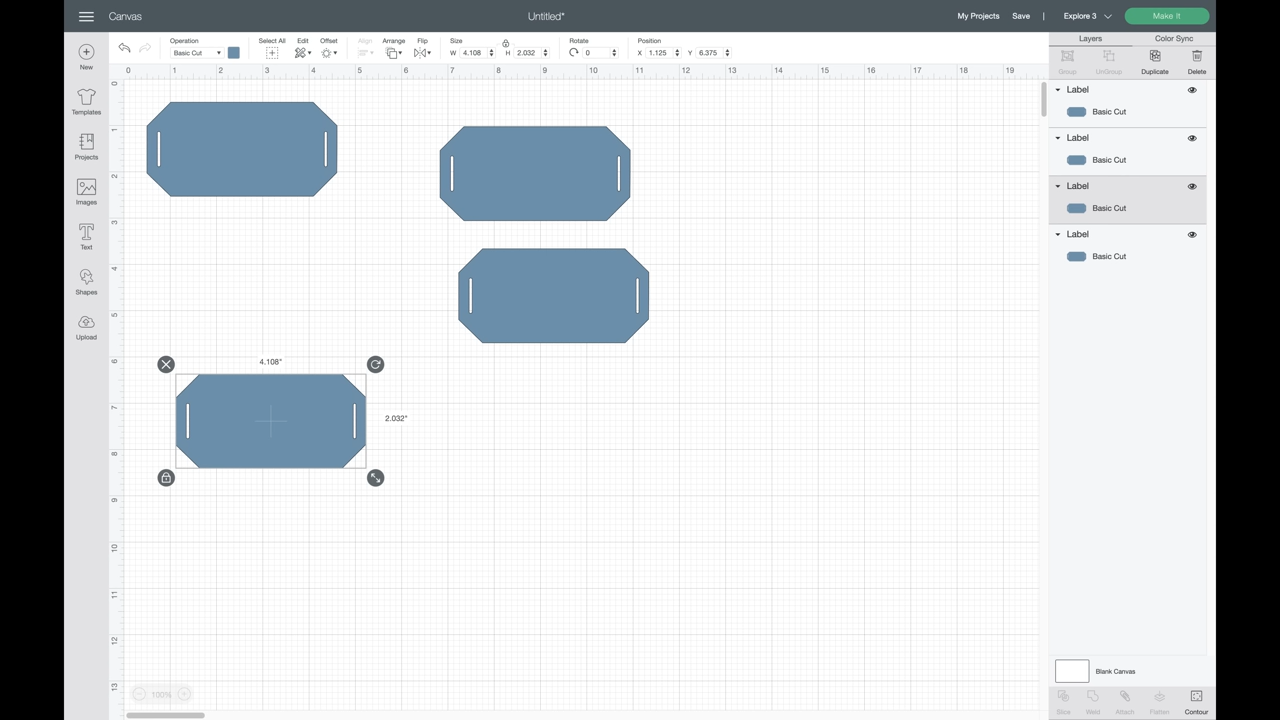 Canvas
Untitled*
My Projects
Save
|
Explore 3
Make It
Operation
Basic Cut
Select All
Edit
Offset
Align
Arrange
Flip
Size
W 4.108
H 2.032
Rotate
0
Position
X 1.125
Y 6.375
Layers
Color Sync
Group
UnGroup
Duplicate
Delete
New
Templates
Projects
Images
Text
Shapes
Upload
0 1 2 3 4 5 6 7 8 9 10 11 12 13 14 15 16 17 18 19
0
1
2
3
4
5
6
7
8
9
10
11
12
13
4.108"
2.032"
100%
Label
Basic Cut
Label
Basic Cut
Label
Basic Cut
Label
Basic Cut
Blank Canvas
Slice
Weld
Attach
Flatten
Contour